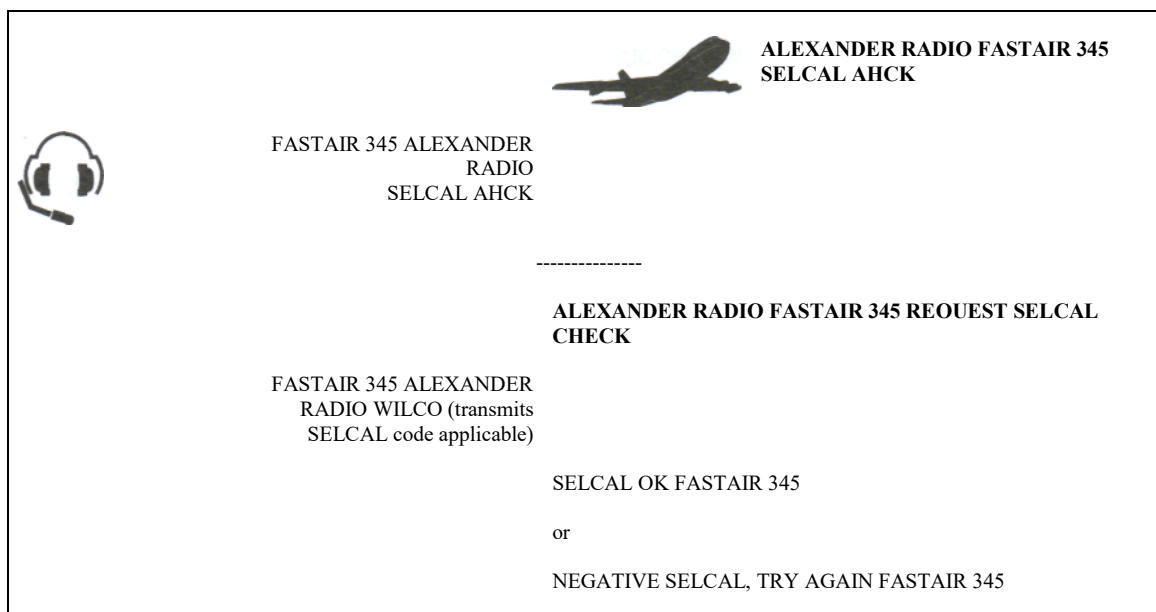 ALEXANDER RADIO FASTAIR 345
SELCAL AHCK
FASTAIR 345 ALEXANDER
RADIO
SELCAL AHCK
---------------
ALEXANDER RADIO FASTAIR 345 REOUEST SELCAL
CHECK
FASTAIR 345 ALEXANDER
RADIO WILCO (transmits
SELCAL code applicable)
SELCAL OK FASTAIR 345
or
NEGATIVE SELCAL, TRY AGAIN FASTAIR 345